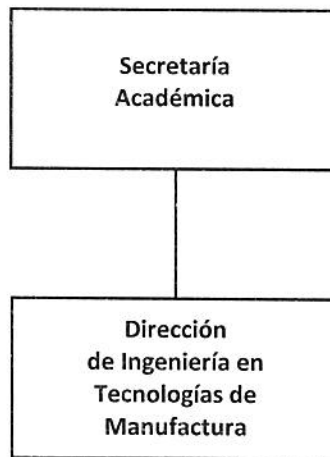 Secretaría
Académica
Dirección
de Ingeniería en
Tecnologías de
Manufactura